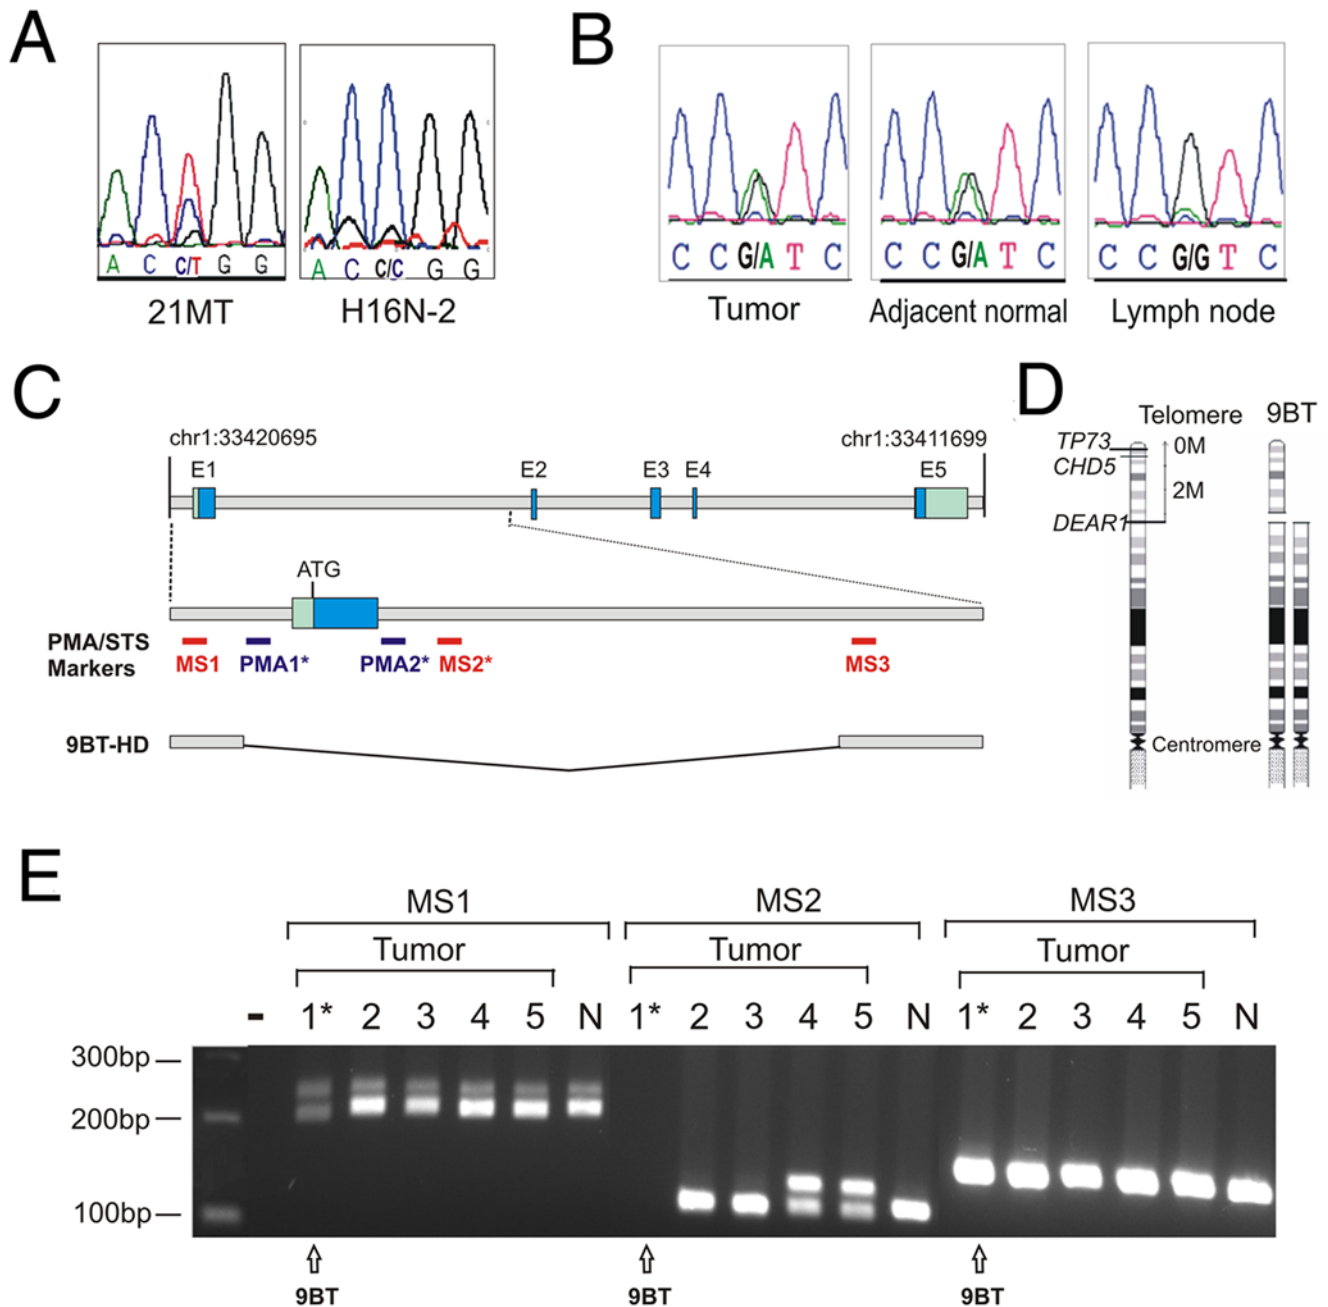 A
B
A C C/T G G
A C C/C G G
C C G/A T C
C C G/A T C
C C G/G T C
21MT
H16N-2
Tumor
Adjacent normal
Lymph node
C
D
chr1:33420695
chr1:33411699
E1
E2
E3
E4
E5
ATG
PMA/STS
Markers
MS1
PMA1*
PMA2*
MS2*
MS3
9BT-HD
Telomere
9BT
TP73
CHD5
DEAR1
0M
2M
Centromere
E
MS1
MS2
MS3
Tumor
Tumor
Tumor
- 1* 2 3 4 5 N 1* 2 3 4 5 N 1* 2 3 4 5 N
300bp
200bp
100bp
9BT
9BT
9BT